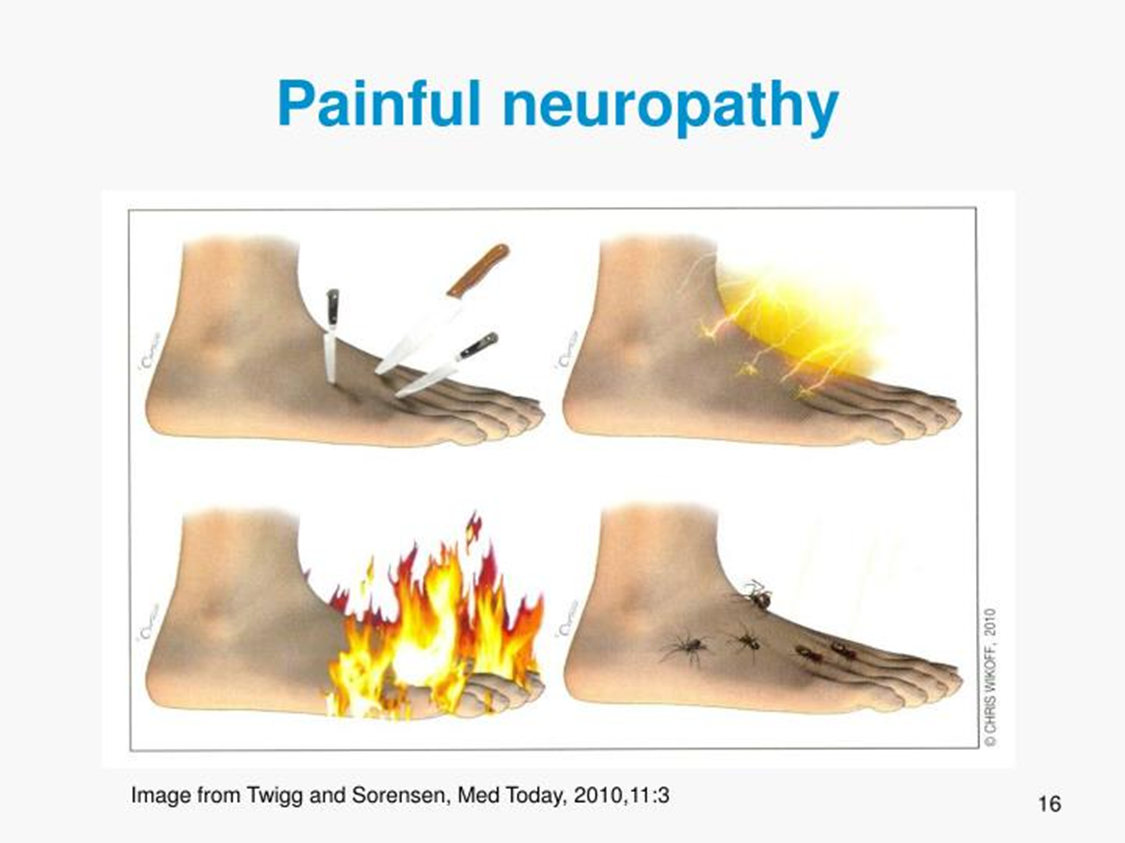 Painful neuropathy
© CHRIS WIKOFF, 2010
Image from Twigg and Sorensen, Med Today, 2010,11:3
16